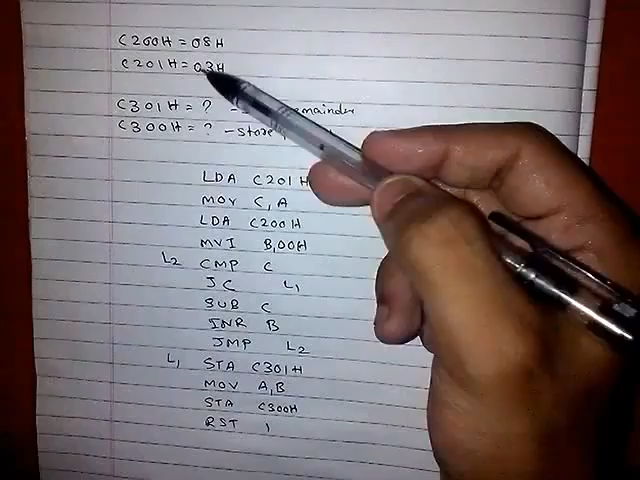 C200H = 08H
C201H = 03H
C301H = ? - remainder
C300H = ? - store
LDA C201H
MOV C, A
LDA C200H
MVI B, 00H
L2 CMP C
JC L1
SUB C
INR B
JMP L2
L1 STA C301H
MOV A, B
STA C300H
RST 1